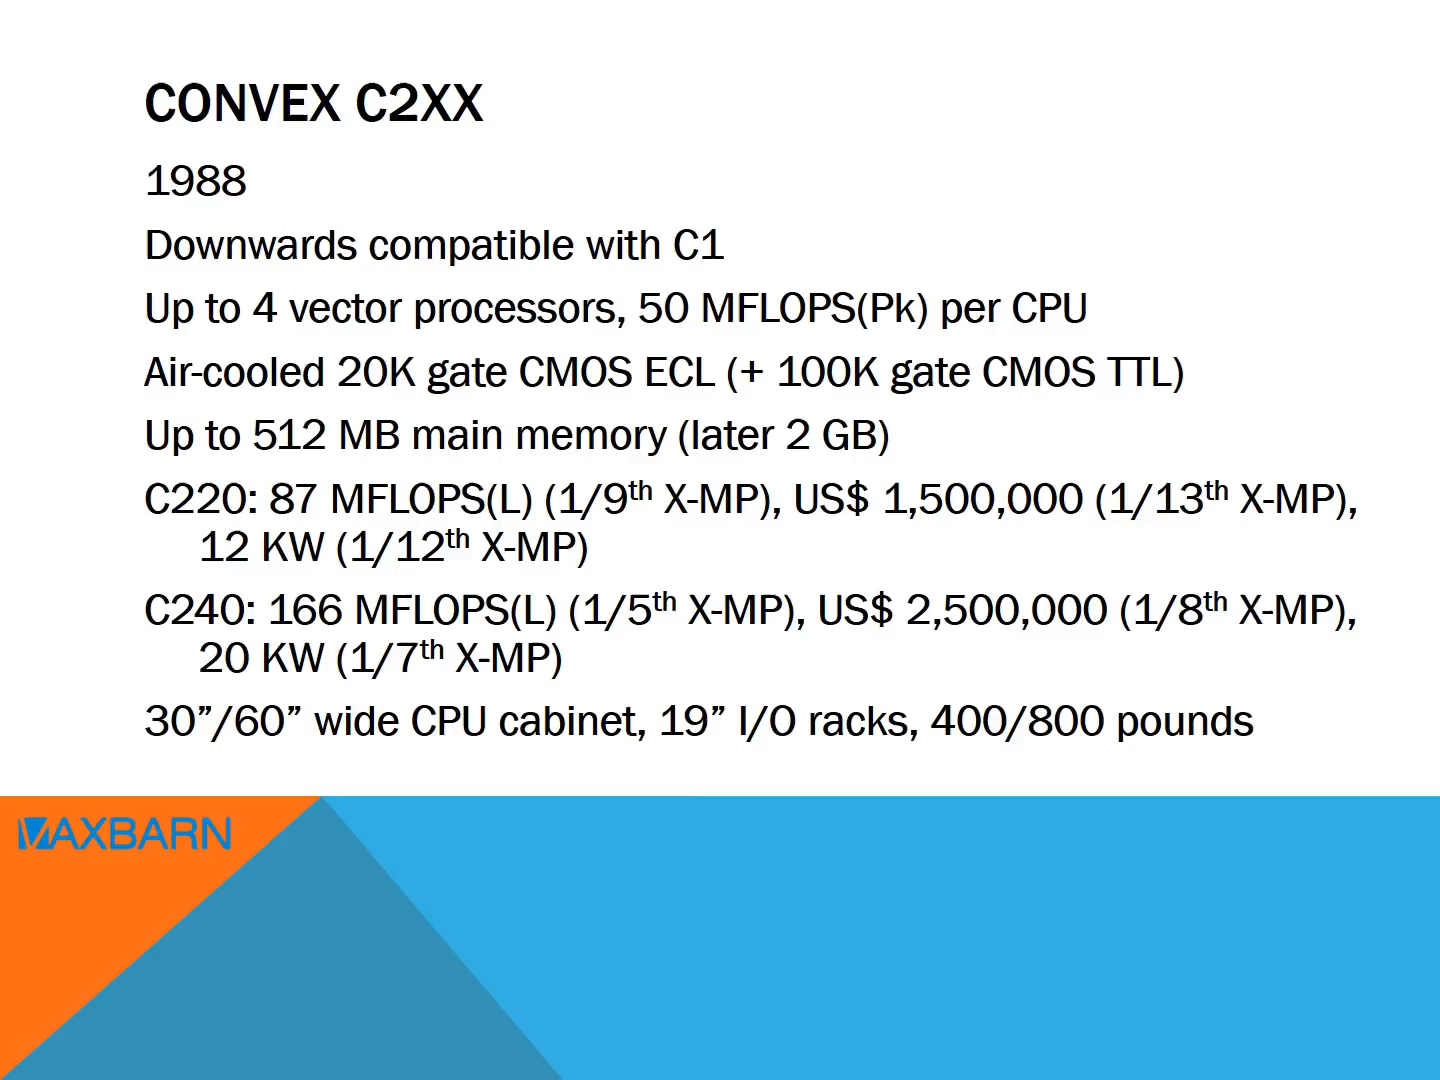 CONVEX C2XX
1988
Downwards compatible with C1
Up to 4 vector processors, 50 MFLOPS(Pk) per CPU
Air-cooled 20K gate CMOS ECL (+ 100K gate CMOS TTL)
Up to 512 MB main memory (later 2 GB)
C220: 87 MFLOPS(L) (1/9th X-MP), US$ 1,500,000 (1/13th X-MP),
12 KW (1/12th X-MP)
C240: 166 MFLOPS(L) (1/5th X-MP), US$ 2,500,000 (1/8th X-MP),
20 KW (1/7th X-MP)
30”/60” wide CPU cabinet, 19” I/O racks, 400/800 pounds
VAXBARN